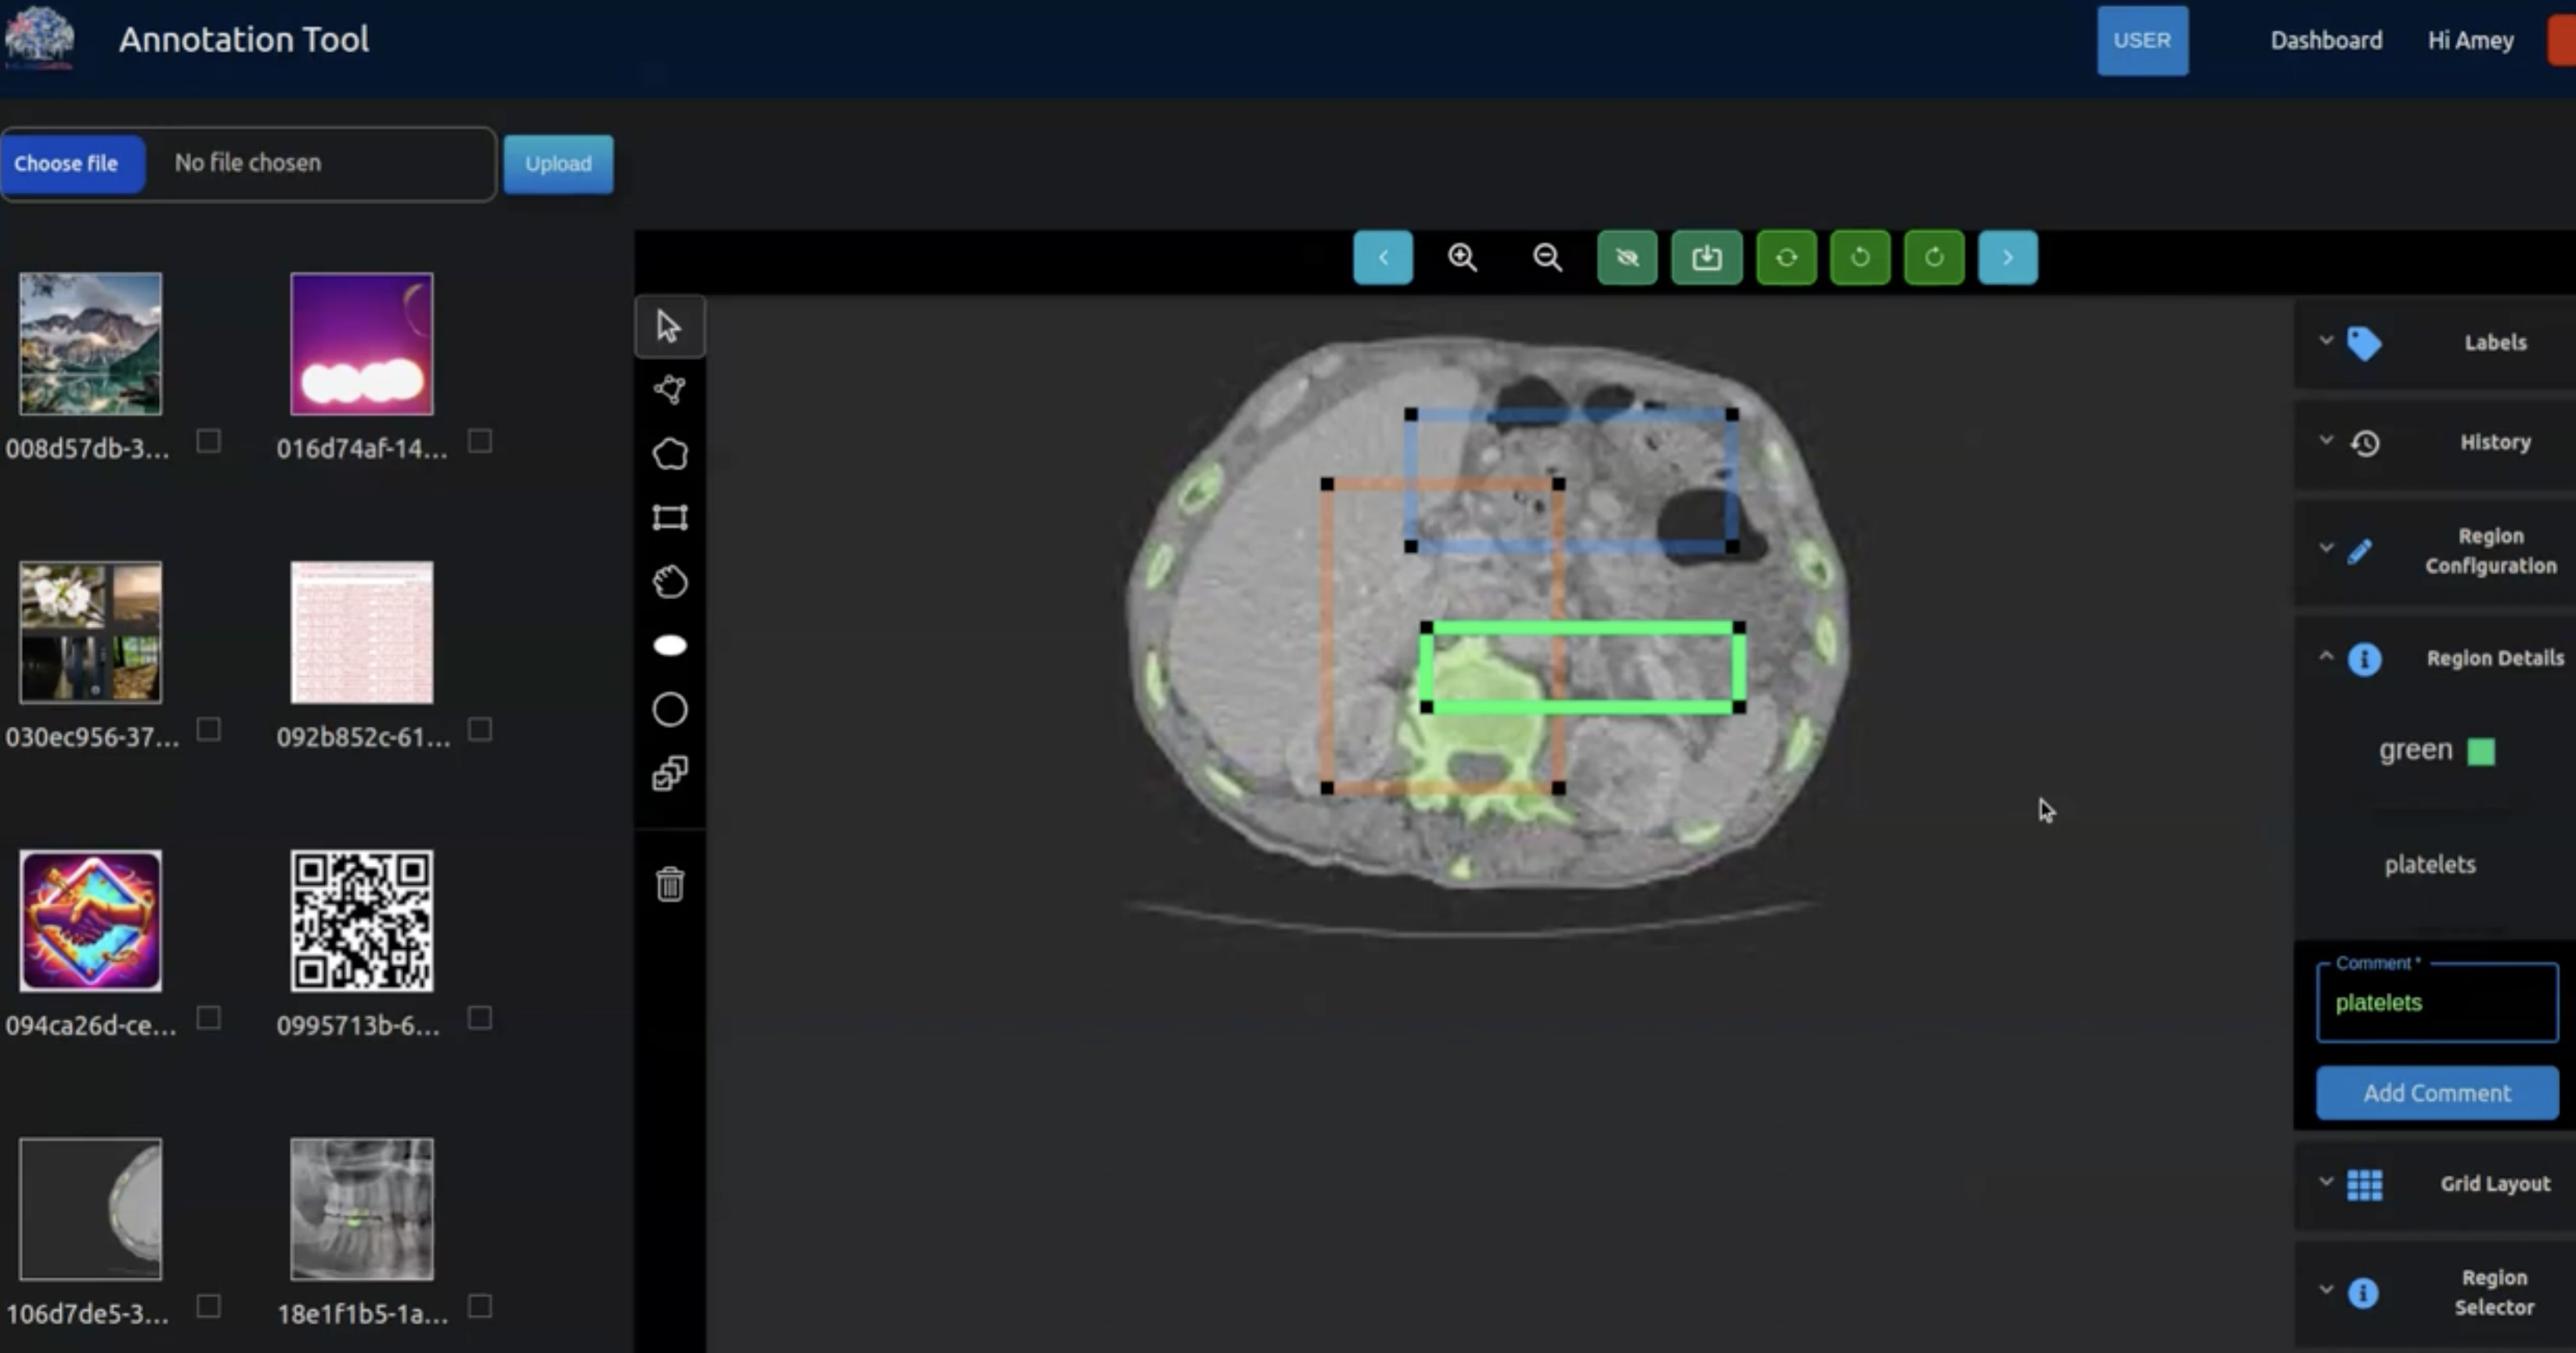 Annotation Tool
USER
Dashboard
Hi Amey
Choose file
No file chosen
Upload
008d57db-3...
016d74af-14...
030ec956-37...
092b852c-61...
094ca26d-ce...
0995713b-6...
106d7de5-3...
18e1f1b5-1a...
Labels
History
Region
Configuration
Region Details
green
platelets
Comment *
platelets
Add Comment
Grid Layout
Region
Selector